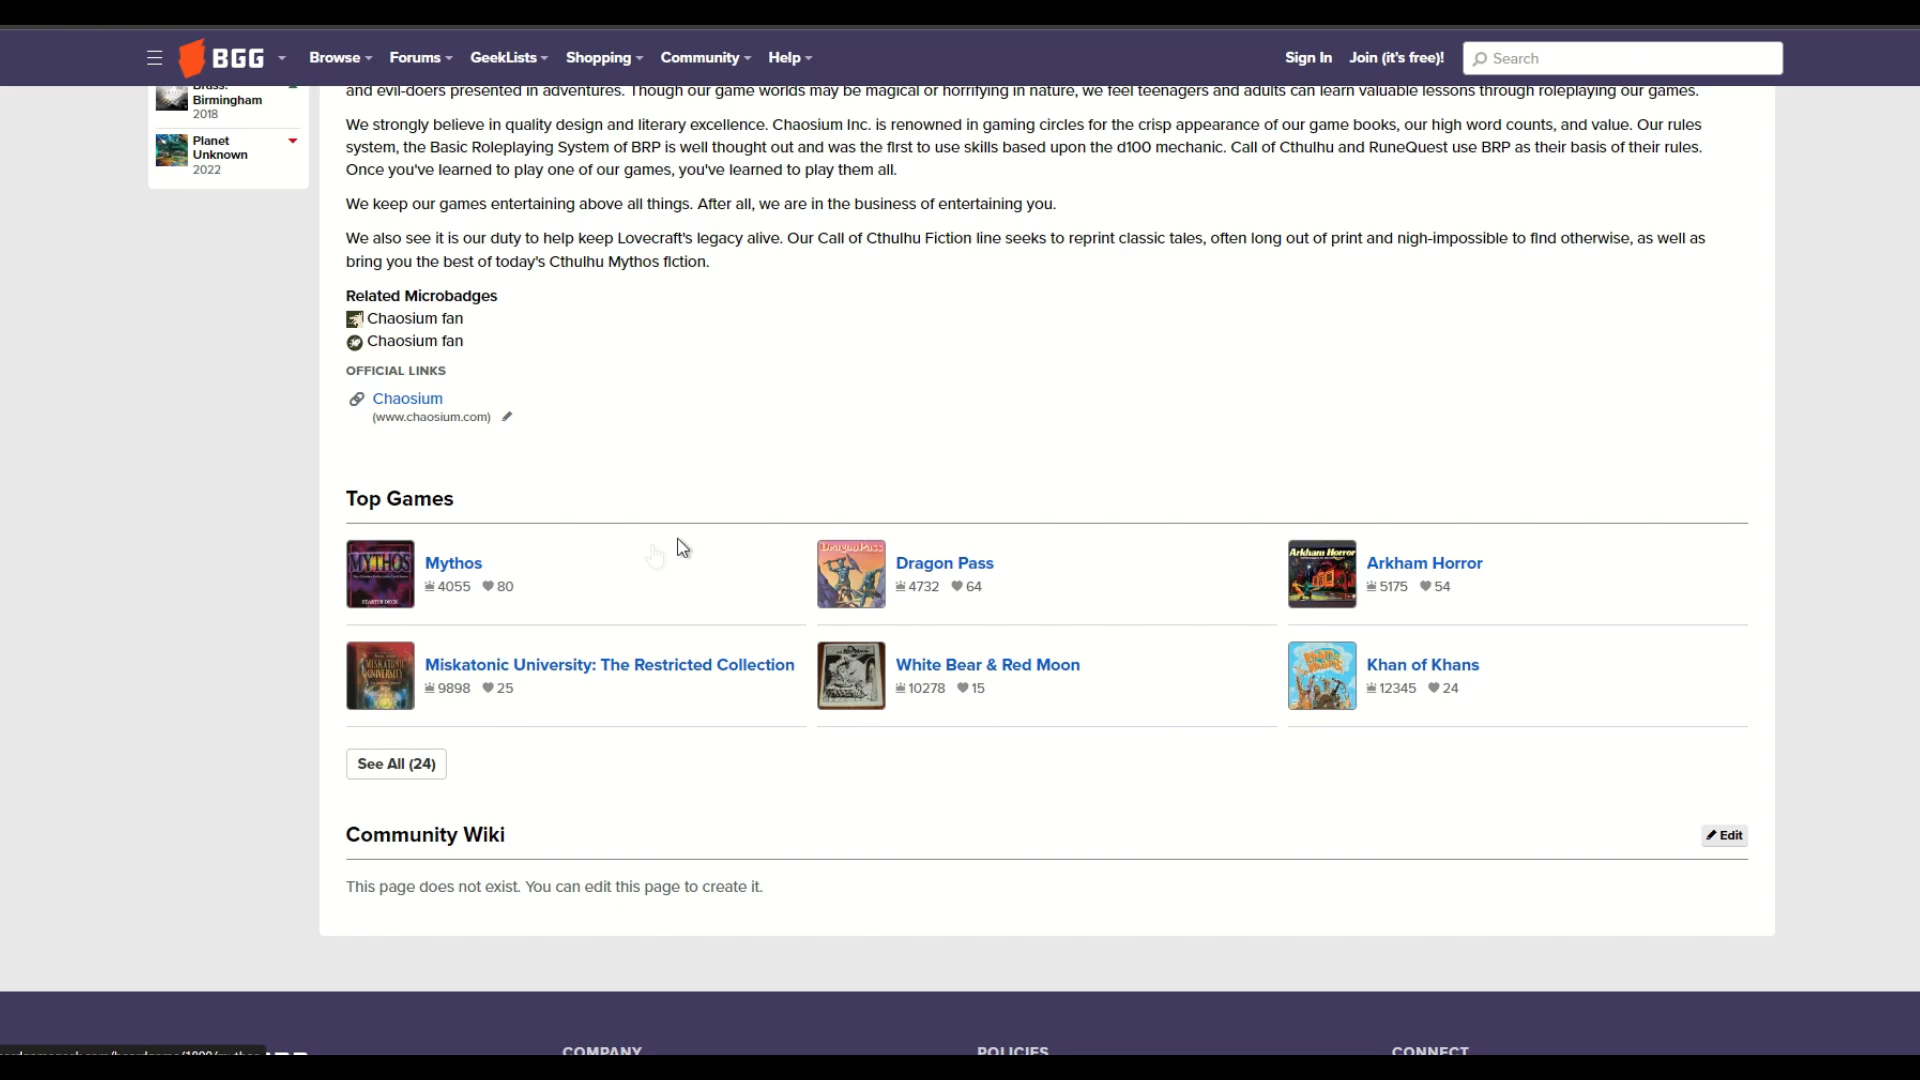 BGG Browse Forums GeekLists Shopping Community Help Sign In Join (it's free)! Search
Brass:
Birmingham
2018
Planet
Unknown
2022
and evil-doers presented in adventures. Though our game worlds may be magical or horrifying in nature, we feel teenagers and adults can learn valuable lessons through roleplaying our games.
We strongly believe in quality design and literary excellence. Chaosium Inc. is renowned in gaming circles for the crisp appearance of our game books, our high word counts, and value. Our rules
system, the Basic Roleplaying System of BRP is well thought out and was the first to use skills based upon the d100 mechanic. Call of Cthulhu and RuneQuest use BRP as their basis of their rules.
Once you've learned to play one of our games, you've learned to play them all.
We keep our games entertaining above all things. After all, we are in the business of entertaining you.
We also see it is our duty to help keep Lovecraft's legacy alive. Our Call of Cthulhu Fiction line seeks to reprint classic tales, often long out of print and nigh-impossible to find otherwise, as well as
bring you the best of today's Cthulhu Mythos fiction.
Related Microbadges
Chaosium fan
Chaosium fan
OFFICIAL LINKS
Chaosium
(www.chaosium.com)
Top Games
MYTHOS
STARTER DECK
Mythos
4055 80
Dragon Pass
Dragon Pass
4732 64
Arkham Horror
Arkham Horror
5175 54
MISKATONIC
UNIVERSITY
Miskatonic University: The Restricted Collection
9898 25
White Bear & Red Moon
10278 15
Khan of Khans
12345 24
See All (24)
Community Wiki
Edit
This page does not exist. You can edit this page to create it.
COMPANY POLICIES CONNECT